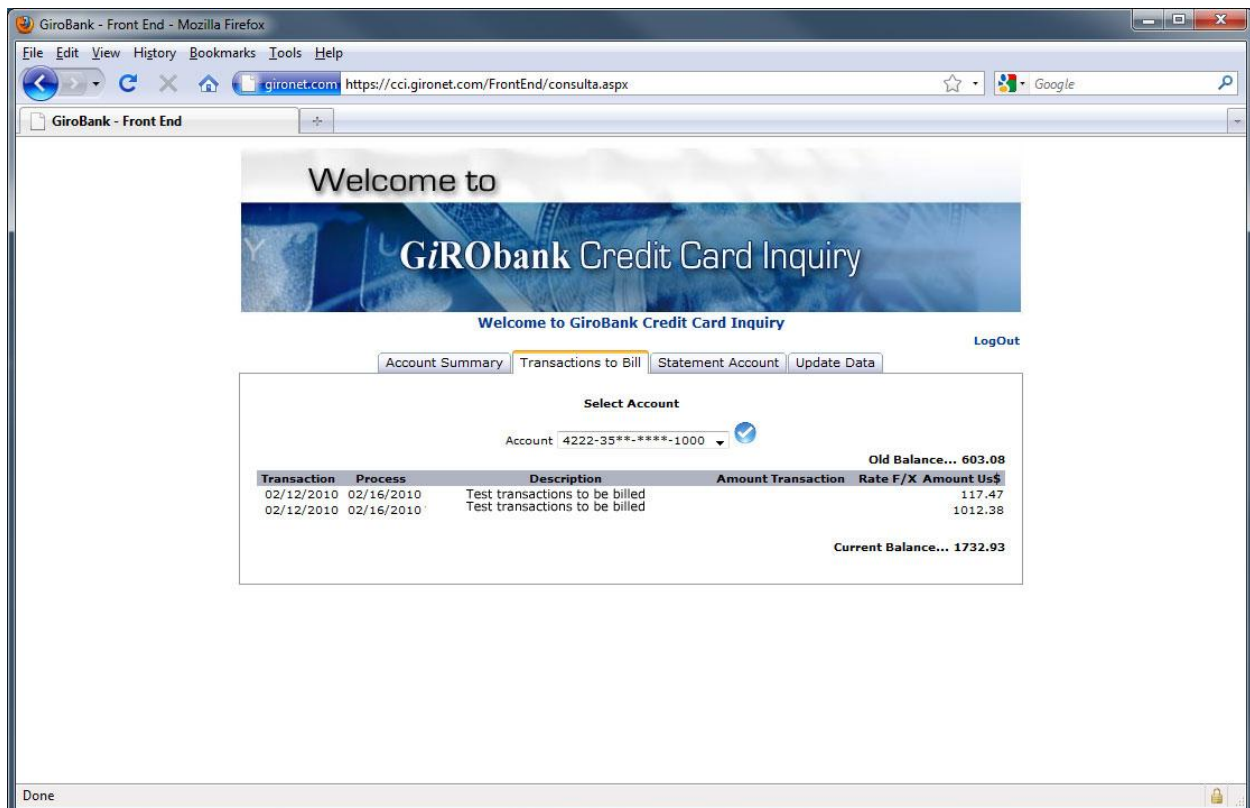 GiroBank - Front End - Mozilla Firefox
File Edit View History Bookmarks Tools Help
gironet.com https://cci.gironet.com/FrontEnd/consulta.aspx Google
GiroBank - Front End
Welcome to
GiRObank Credit Card Inquiry
Welcome to GiroBank Credit Card Inquiry
LogOut
Account Summary Transactions to Bill Statement Account Update Data
Select Account
Account 4222-35**-****-1000
Old Balance... 603.08
Transaction Process Description Amount Transaction Rate F/X Amount Us$
02/12/2010 02/16/2010 Test transactions to be billed 117.47
02/12/2010 02/16/2010 Test transactions to be billed 1012.38
Current Balance... 1732.93
Done